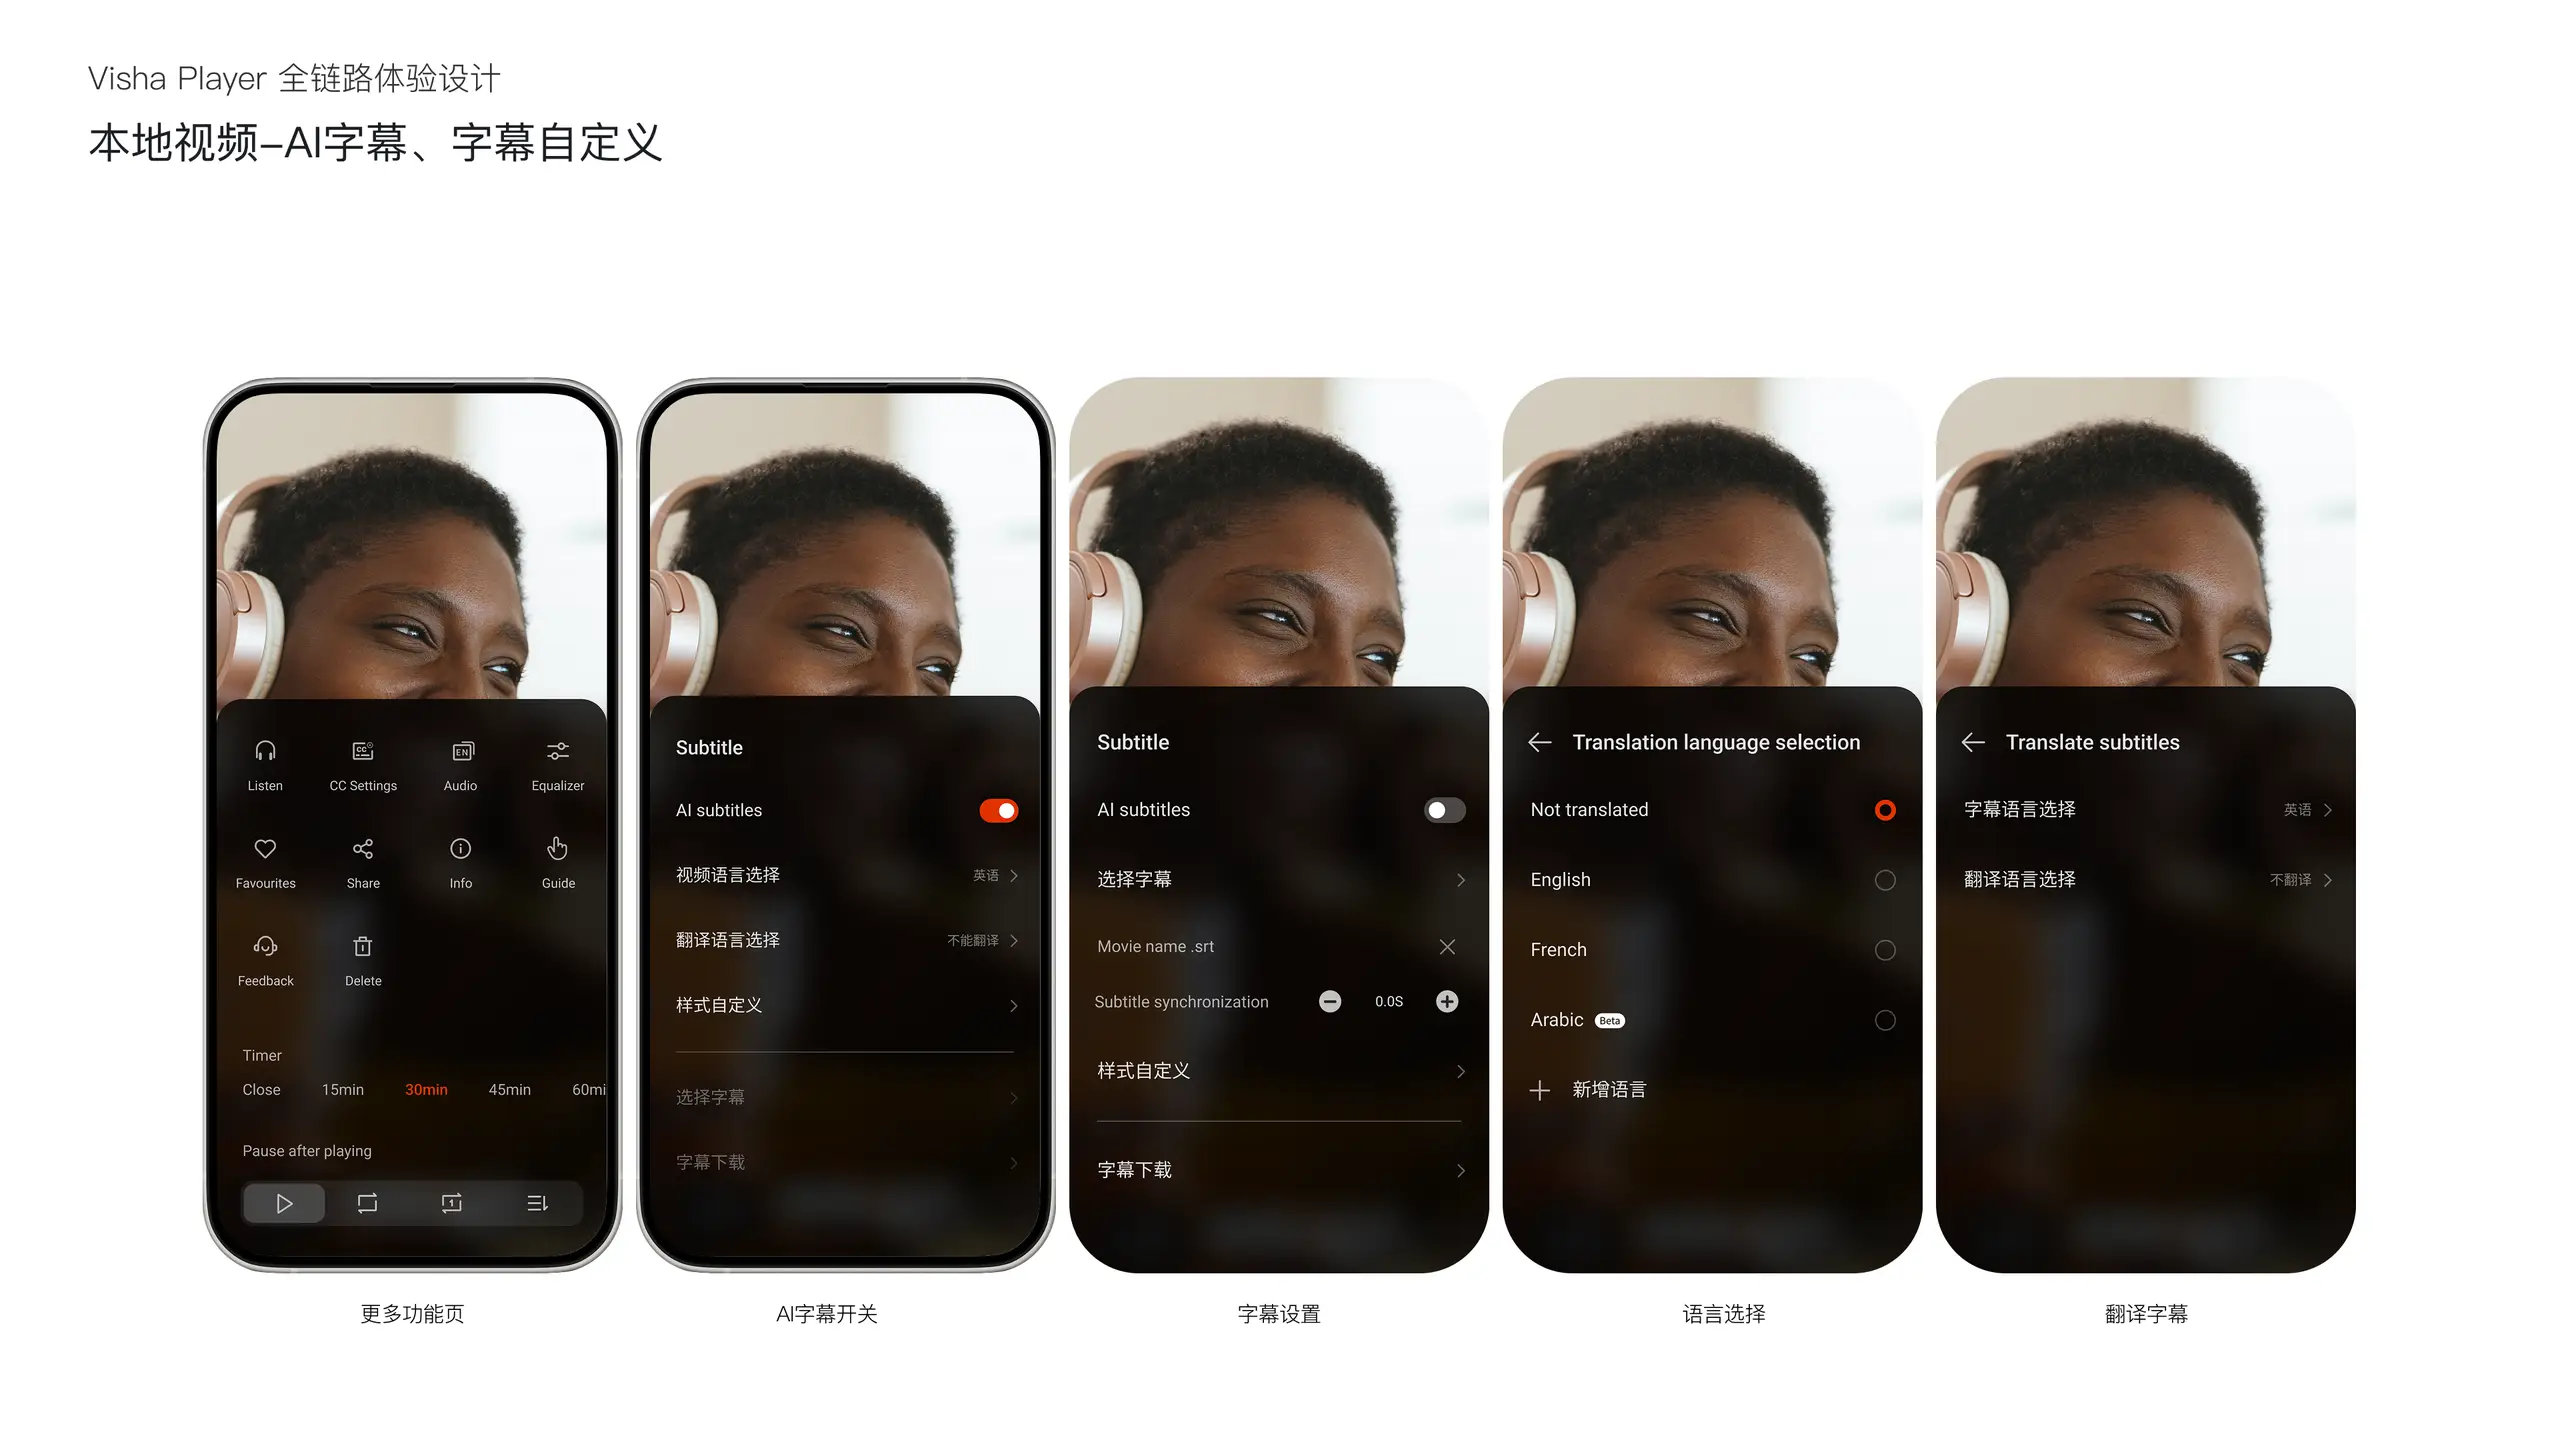 Visha Player 全链路体验设计
本地视频–AI字幕、字幕自定义
Listen
CC Settings
Audio
Equalizer
Favourites
Share
Info
Guide
Feedback
Delete
Timer
Close 15min 30min 45min 60mi
Pause after playing
更多功能页
Subtitle
AI subtitles
视频语言选择 英语
翻译语言选择 不能翻译
样式自定义
选择字幕
字幕下载
AI字幕开关
Subtitle
AI subtitles
选择字幕
Movie name .srt
Subtitle synchronization 0.0S
样式自定义
字幕下载
字幕设置
Translation language selection
Not translated
English
French
Arabic Beta
新增语言
语言选择
Translate subtitles
字幕语言选择 英语
翻译语言选择 不翻译
翻译字幕